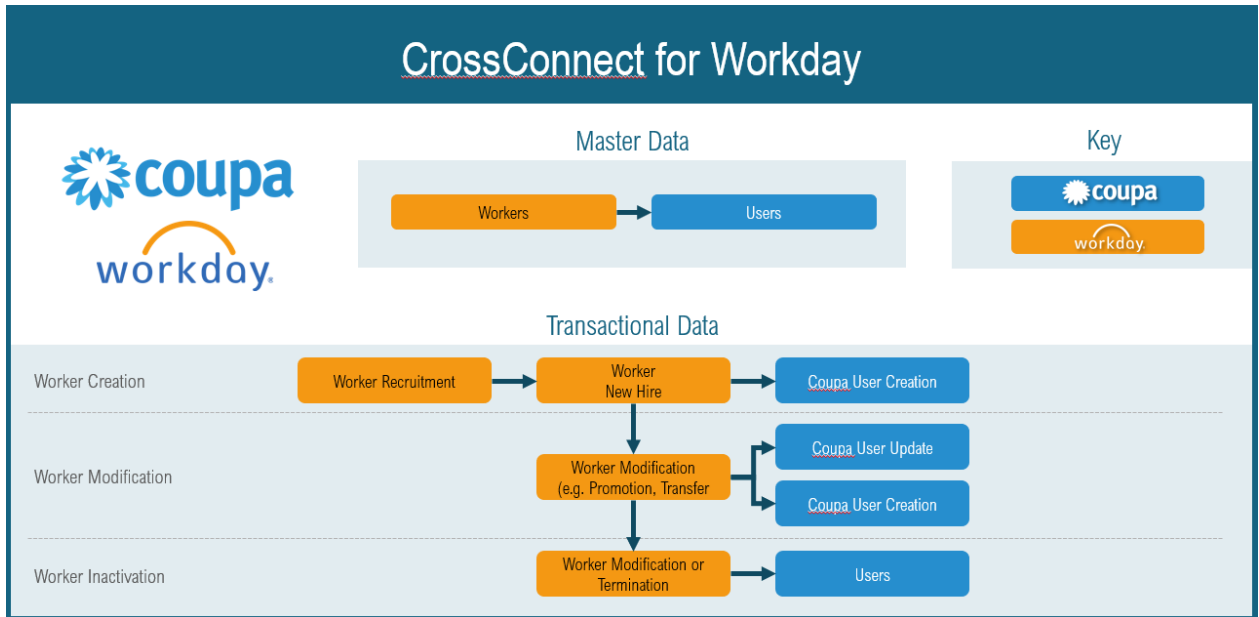 CrossConnect for Workday
coupa
workday.
Master Data
Workers
Users
Key
coupa
workday.
Transactional Data
Worker Creation
Worker Recruitment
Worker
New Hire
Coupa User Creation
Worker Modification
Worker Modification
(e.g. Promotion, Transfer
Coupa User Update
Coupa User Creation
Worker Inactivation
Worker Modification or
Termination
Users